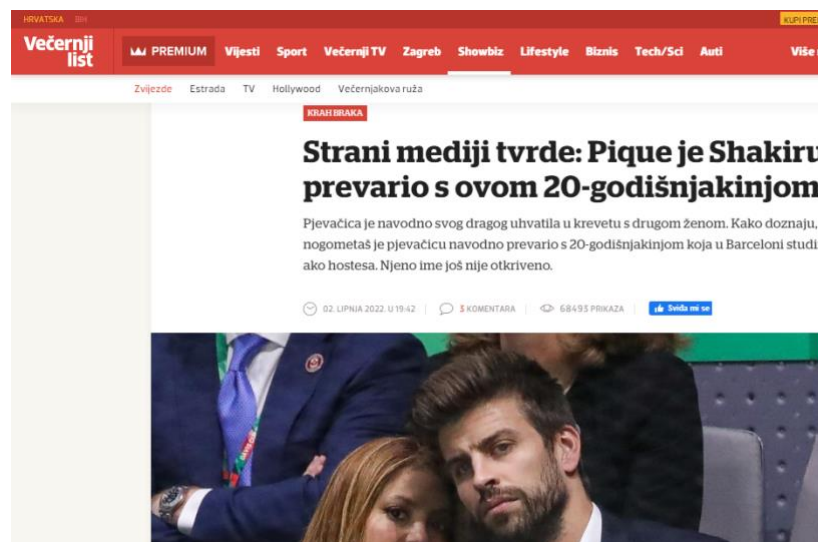 HRVATSKA BIH
KUPI PRE
Večernji
list
PREMIUM Vijesti Sport Večernji TV Zagreb Showbiz Lifestyle Biznis Tech/Sci Auti Više
Zvijezde Estrada TV Hollywood Večernjakova ruža
KRAH BRAKA
Strani mediji tvrde: Pique je Shakiru
prevario s ovom 20-godišnjakinjom
Pjevačica je navodno svog dragog uhvatila u krevetu s drugom ženom. Kako doznaju,
nogometaš je pjevačicu navodno prevario s 20-godišnjakinjom koja u Barceloni studi
ako hostesa. Njeno ime još nije otkriveno.
02. LIPNJA 2022. U 19:42 3 KOMENTARA 68493 PRIKAZA Sviđa mi se